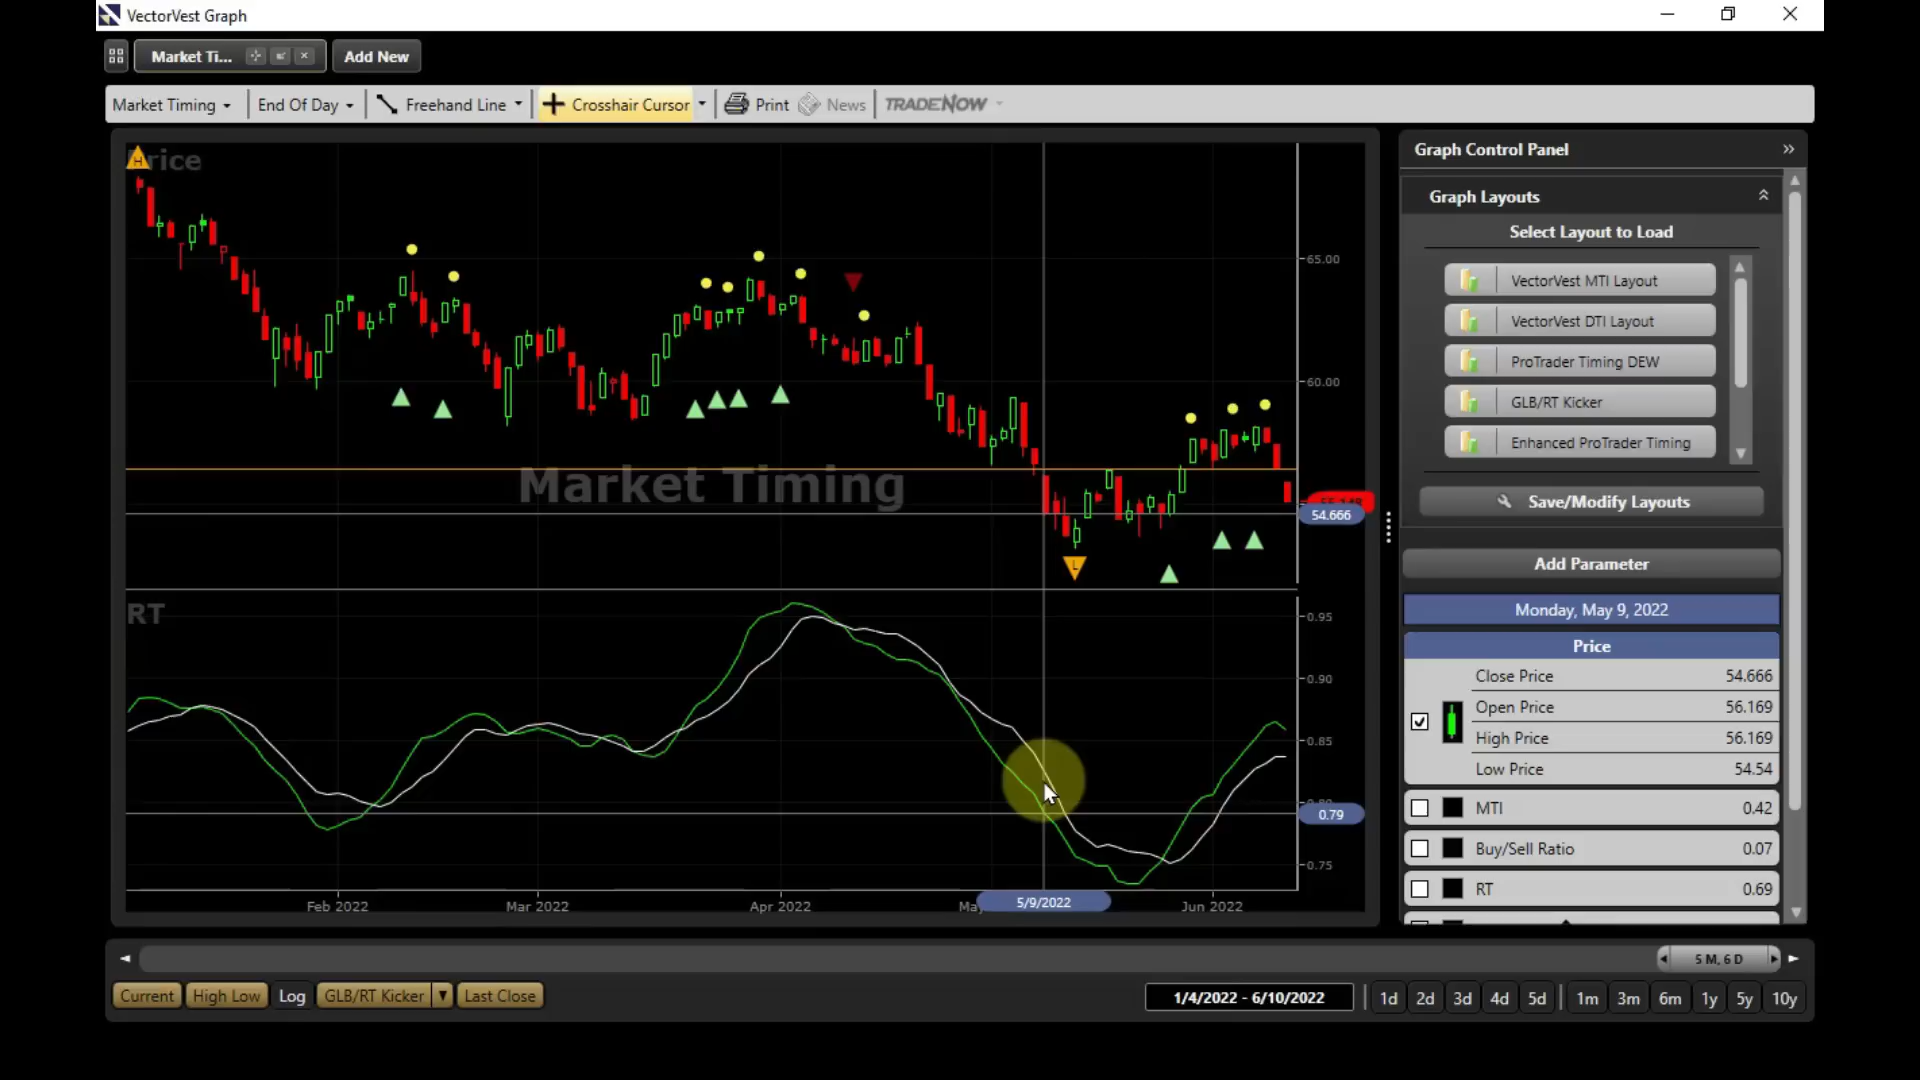 VectorVest Graph
Market Ti...
Add New
Market Timing
End Of Day
Freehand Line
Crosshair Cursor
Print
News
TRADENOW
Price
H
65.00
60.00
Market Timing
54.666
L
RT
0.95
0.90
0.85
0.79
0.75
Feb 2022
Mar 2022
Apr 2022
5/9/2022
Jun 2022
Graph Control Panel
Graph Layouts
Select Layout to Load
VectorVest MTI Layout
VectorVest DTI Layout
ProTrader Timing DEW
GLB/RT Kicker
Enhanced ProTrader Timing
Save/Modify Layouts
Add Parameter
Monday, May 9, 2022
Price
Close Price 54.666
Open Price 56.169
High Price 56.169
Low Price 54.54
MTI 0.42
Buy/Sell Ratio 0.07
RT 0.69
5 M, 6 D
Current
High Low
Log
GLB/RT Kicker
Last Close
1/4/2022 - 6/10/2022
1d 2d 3d 4d 5d 1m 3m 6m 1y 5y 10y